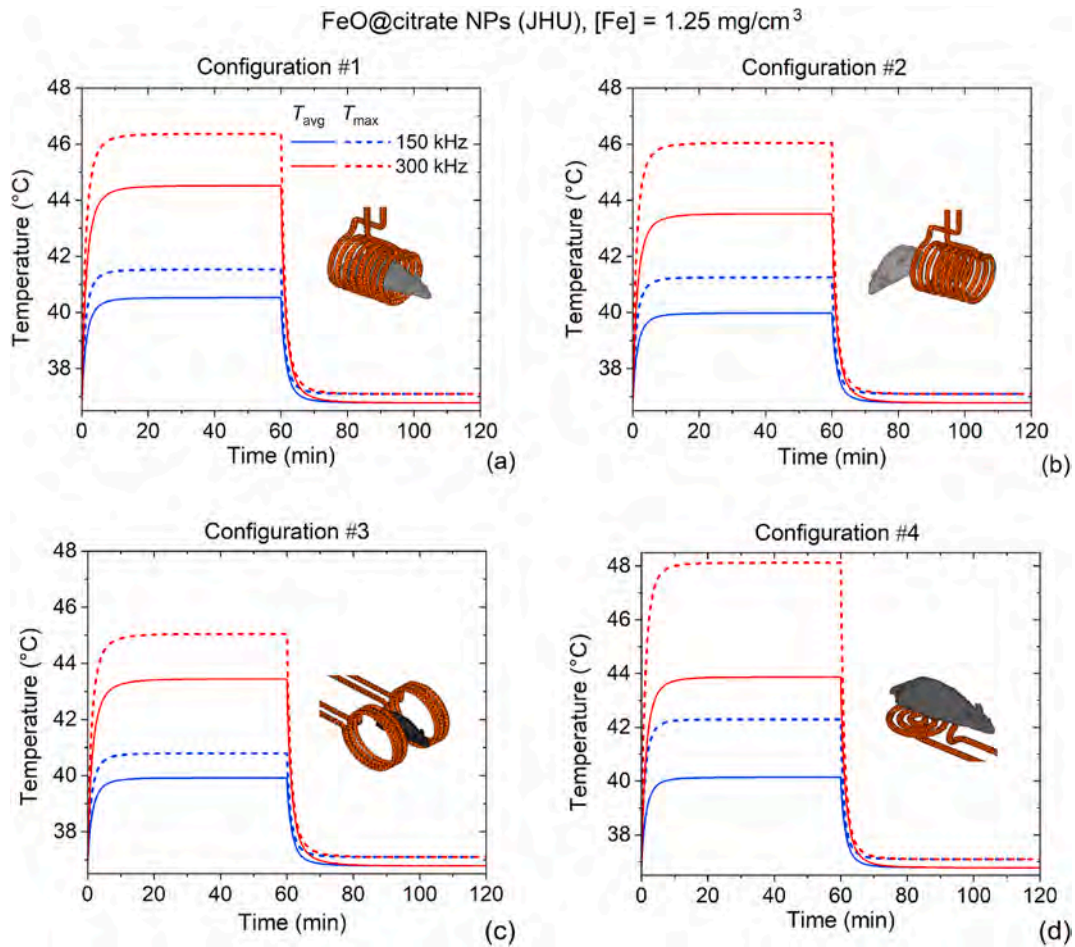 FeO@citrate NPs (JHU), [Fe] = 1.25 mg/cm³
Configuration #1
48
46
44
42
40
38
Temperature (°C)
T_avg T_max
150 kHz
300 kHz
0 20 40 60 80 100 120
Time (min)
(a)
Configuration #2
48
46
44
42
40
38
Temperature (°C)
0 20 40 60 80 100 120
Time (min)
(b)
Configuration #3
48
46
44
42
40
38
Temperature (°C)
0 20 40 60 80 100 120
Time (min)
(c)
Configuration #4
48
46
44
42
40
38
Temperature (°C)
0 20 40 60 80 100 120
Time (min)
(d)